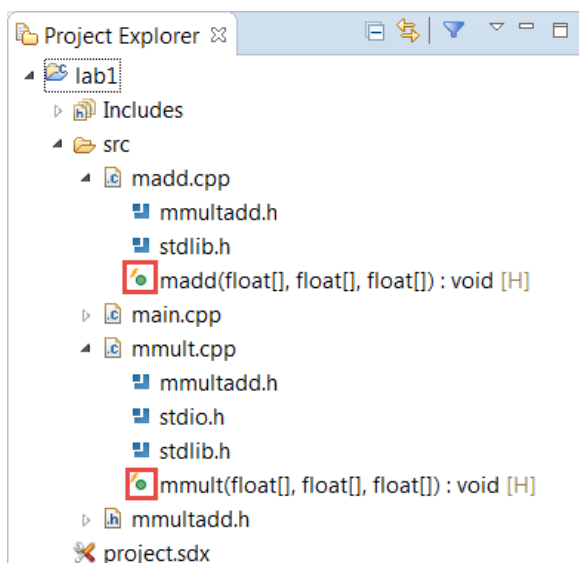 Project Explorer
lab1
Includes
src
madd.cpp
mmultadd.h
stdlib.h
madd(float[], float[], float[]) : void [H]
main.cpp
mmult.cpp
mmultadd.h
stdio.h
stdlib.h
mmult(float[], float[], float[]) : void [H]
mmultadd.h
project.sdx